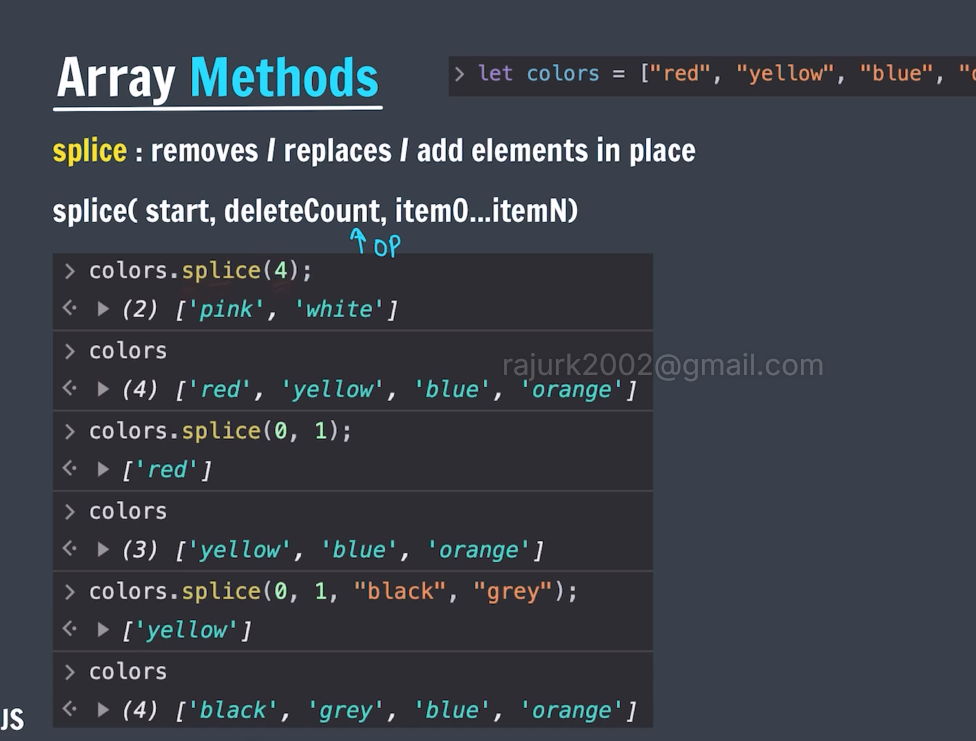 Array Methods
> let colors = ["red", "yellow", "blue", "o
splice : removes / replaces / add elements in place
splice( start, deleteCount, item0...itemN)
↑ OP
> colors.splice(4);
<· ▶ (2) ['pink', 'white']
> colors
<· ▶ (4) ['red', 'yellow', 'blue', 'orange']
rajurk2002@gmail.com
> colors.splice(0, 1);
<· ▶ ['red']
> colors
<· ▶ (3) ['yellow', 'blue', 'orange']
> colors.splice(0, 1, "black", "grey");
<· ▶ ['yellow']
> colors
<· ▶ (4) ['black', 'grey', 'blue', 'orange']
JS